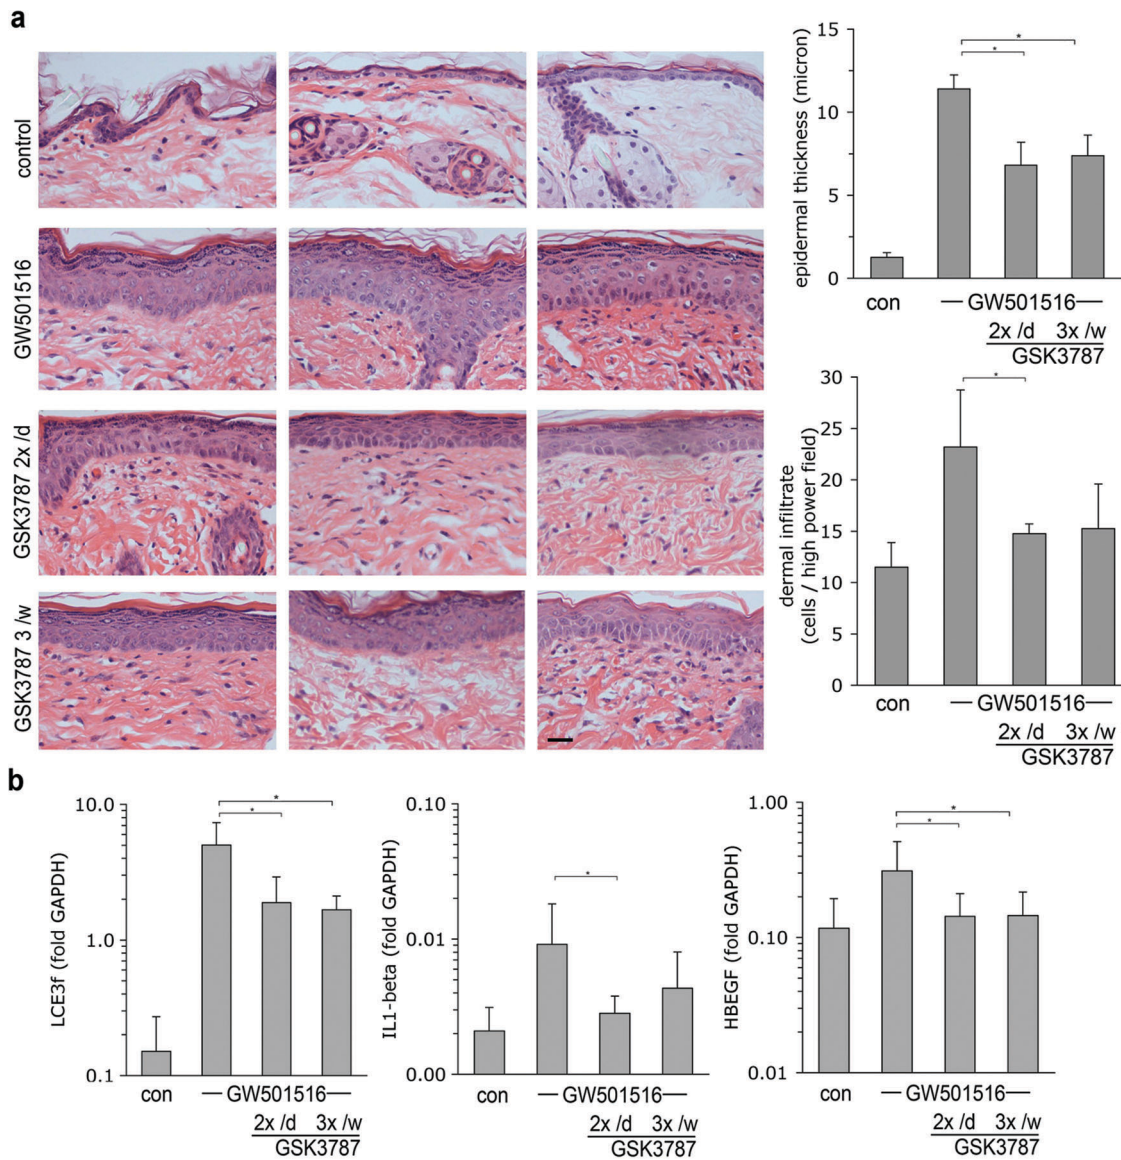 a
control
GW501516
GSK3787 2x /d
GSK3787 3 /w
epidermal thickness (micron)
15
10
5
0
*
*
con
GW501516
2x /d 3x /w
GSK3787
dermal infiltrate
(cells / high power field)
30
25
20
15
10
5
0
*
con
GW501516
2x /d 3x /w
GSK3787
b
LCE3f (fold GAPDH)
10.0
1.0
0.1
*
*
con
GW501516
2x /d 3x /w
GSK3787
IL1-beta (fold GAPDH)
0.10
0.01
0.00
*
con
GW501516
2x /d 3x /w
GSK3787
HBEGF (fold GAPDH)
1.00
0.10
0.01
*
*
con
GW501516
2x /d 3x /w
GSK3787